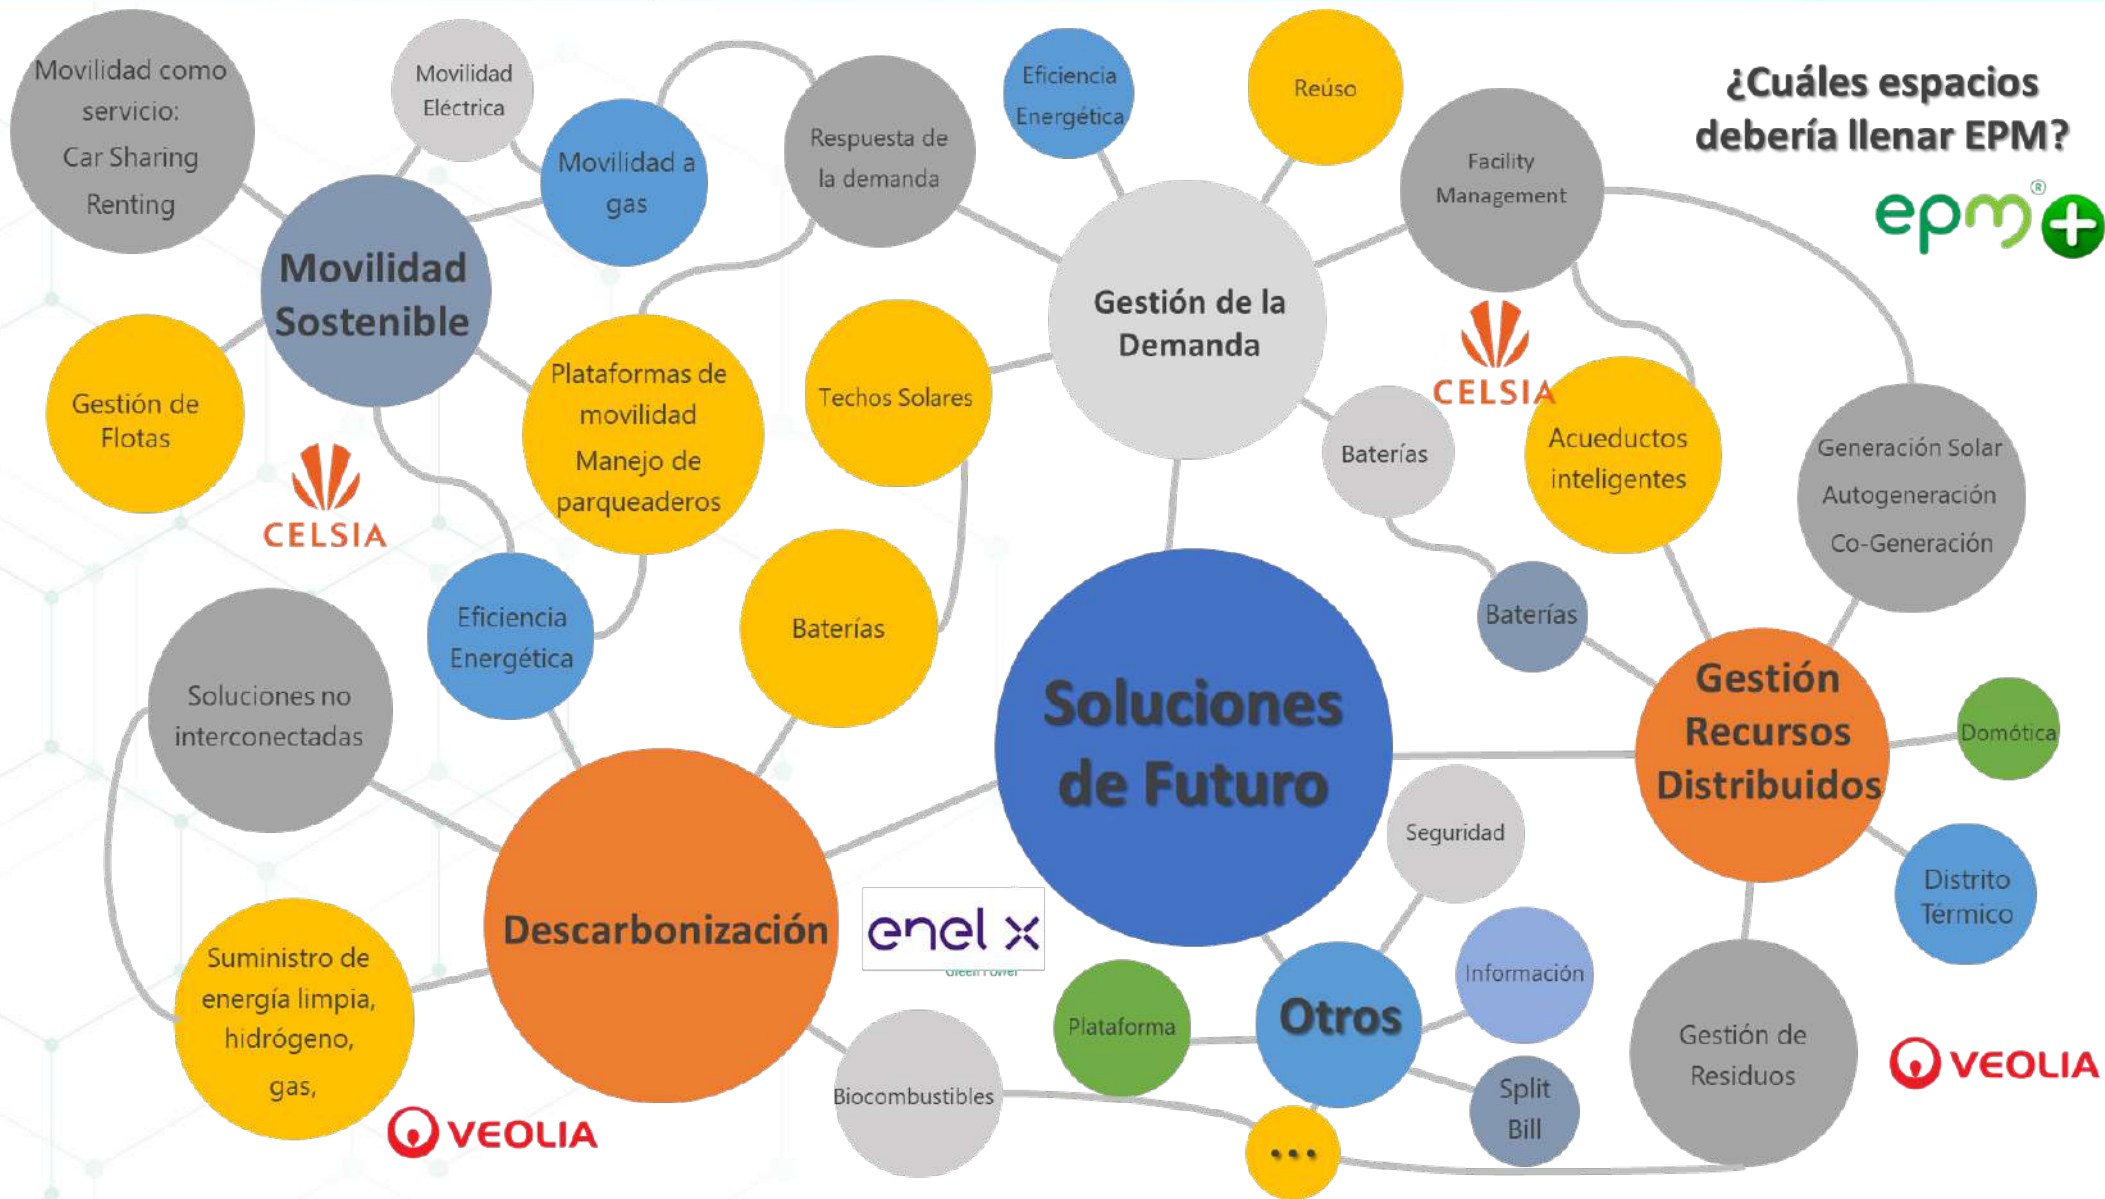 Movilidad como
servicio:
Car Sharing
Renting
Movilidad
Eléctrica
Movilidad a
gas
Respuesta de
la demanda
Eficiencia
Energética
Reúso
Facility
Management
¿Cuáles espacios
debería llenar EPM?
epm®
Movilidad
Sostenible
Gestión de la
Demanda
Gestión de
Flotas
CELSIA
Plataformas de
movilidad
Manejo de
parqueaderos
Techos Solares
CELSIA
Baterías
Acueductos
inteligentes
Generación Solar
Autogeneración
Co-Generación
Eficiencia
Energética
Baterías
Baterías
Soluciones no
interconectadas
Soluciones
de Futuro
Gestión
Recursos
Distribuidos
Domótica
Seguridad
Distrito
Térmico
Descarbonización
enel x
Green Power
Suministro de
energía limpia,
hidrógeno,
gas,
VEOLIA
Biocombustibles
Plataforma
Otros
Información
Split
Bill
...
Gestión de
Residuos
VEOLIA